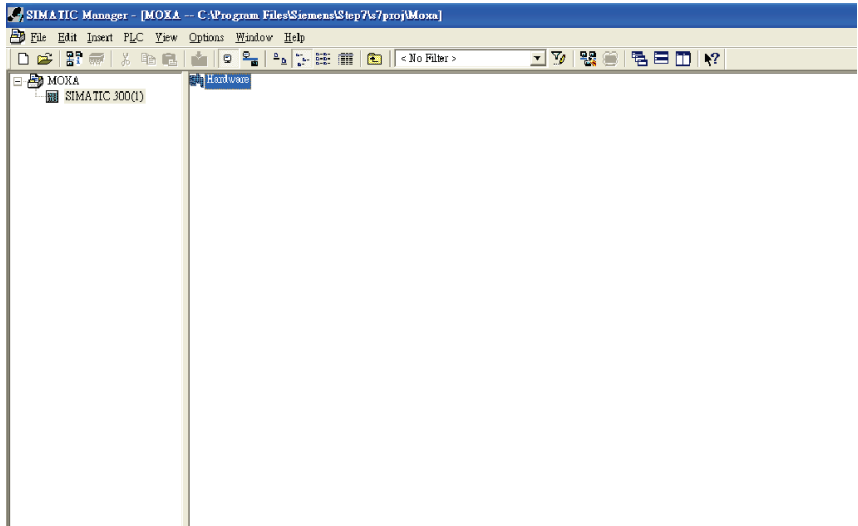 SIMATIC Manager - [MOXA -- C:\Program Files\Siemens\Step7\s7proj\Moxa]
File Edit Insert PLC View Options Window Help
< No Filter >
MOXA
Hardware
SIMATIC 300(1)